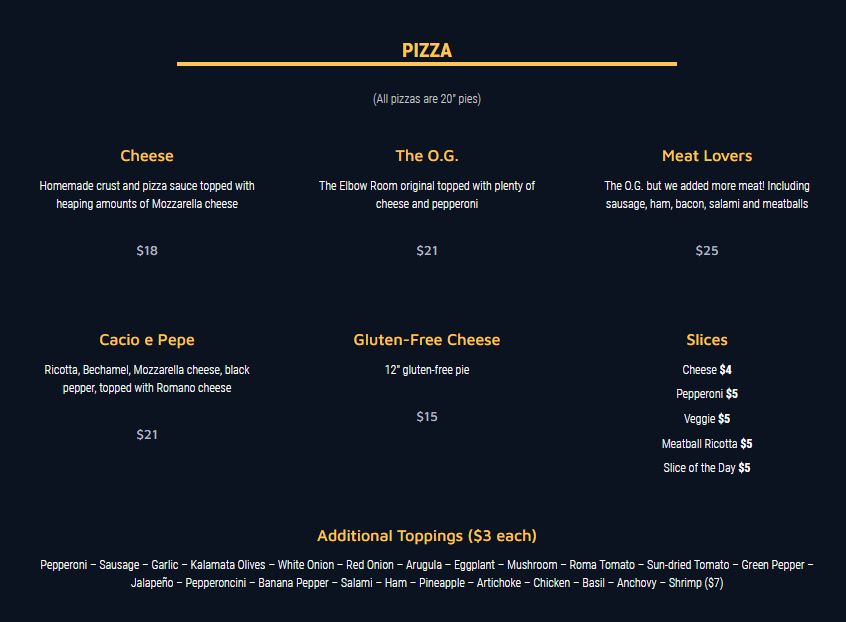 PIZZA
(All pizzas are 20" pies)
Cheese
Homemade crust and pizza sauce topped with
heaping amounts of Mozzarella cheese
$18
The O.G.
The Elbow Room original topped with plenty of
cheese and pepperoni
$21
Meat Lovers
The O.G. but we added more meat! Including
sausage, ham, bacon, salami and meatballs
$25
Cacio e Pepe
Ricotta, Bechamel, Mozzarella cheese, black
pepper, topped with Romano cheese
$21
Gluten-Free Cheese
12" gluten-free pie
$15
Slices
Cheese $4
Pepperoni $5
Veggie $5
Meatball Ricotta $5
Slice of the Day $5
Additional Toppings ($3 each)
Pepperoni – Sausage – Garlic – Kalamata Olives – White Onion – Red Onion – Arugula – Eggplant – Mushroom – Roma Tomato – Sun-dried Tomato – Green Pepper –
Jalapeño – Pepperoncini – Banana Pepper – Salami – Ham – Pineapple – Artichoke – Chicken – Basil – Anchovy – Shrimp ($7)